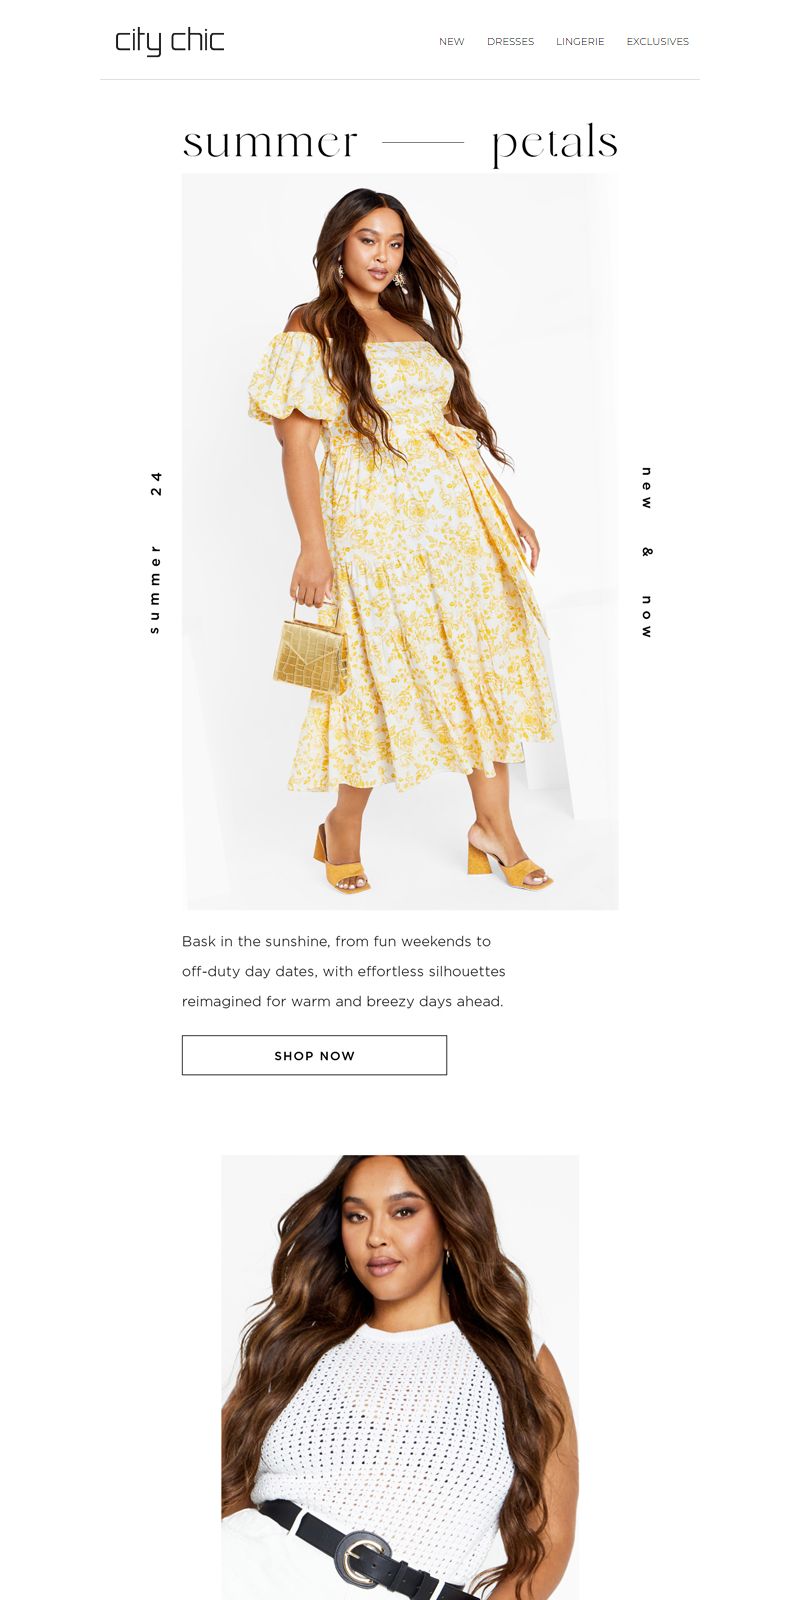 city chic
NEW DRESSES LINGERIE EXCLUSIVES
summer petals
summer 24
new & now
Bask in the sunshine, from fun weekends to
off-duty day dates, with effortless silhouettes
reimagined for warm and breezy days ahead.
SHOP NOW